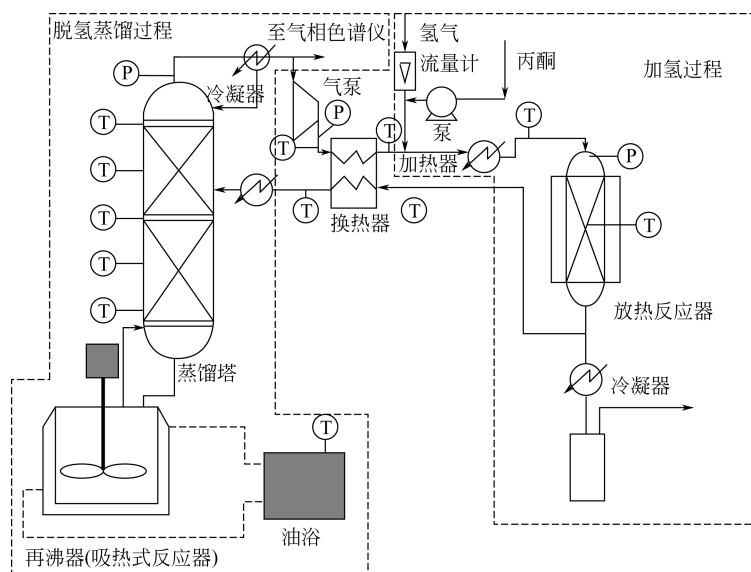 脱氢蒸馏过程
至气相色谱仪
氢气
流量计
丙酮
加氢过程
P
冷凝器
气泵
P
泵
T
T
T
T
T
加热器
P
T
T
T
换热器
T
T
T
放热反应器
T
蒸馏塔
冷凝器
T
油浴
再沸器(吸热式反应器)